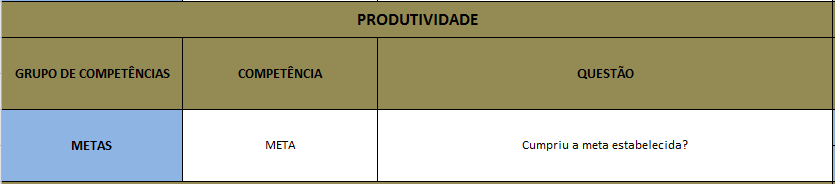 PRODUTIVIDADE
GRUPO DE COMPETÊNCIAS COMPETÊNCIA QUESTÃO
METAS META Cumpriu a meta estabelecida?